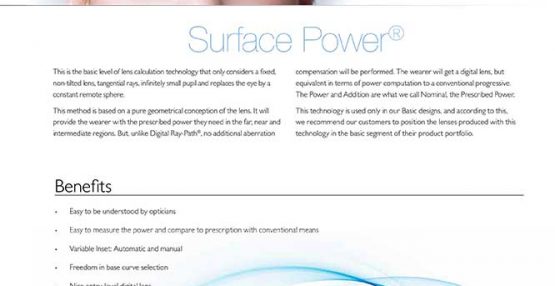 Surface Power®
This is the basic level of lens calculation technology that only considers a fixed,
non-tilted lens, tangential rays, infinitely small pupil and replaces the eye by a
constant remote sphere.
This method is based on a pure geometrical conception of the lens. It will
provide the wearer with the prescribed power they need in the far, near and
intermediate regions. But, unlike Digital Ray-Path®, no additional aberration
compensation will be performed. The wearer will get a digital lens, but
equivalent in terms of power computation to a conventional progressive.
The Power and Addition are what we call Nominal, the Prescribed Power.
This technology is used only in our Basic designs, and according to this,
we recommend our customers to position the lenses produced with this
technology in the basic segment of their product portfolio.
Benefits
• Easy to be understood by opticians
• Easy to measure the power and compare to prescription with conventional means
• Variable Inset: Automatic and manual
• Freedom in base curve selection
• Nice entry level digital lens